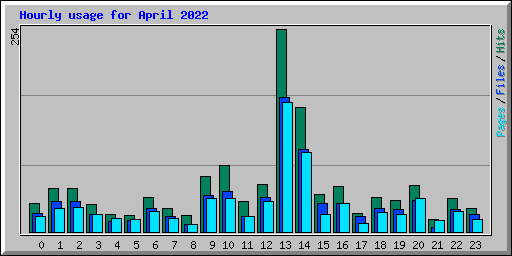 Hourly usage for April 2022
254
Pages / Files / Hits
0 1 2 3 4 5 6 7 8 9 10 11 12 13 14 15 16 17 18 19 20 21 22 23